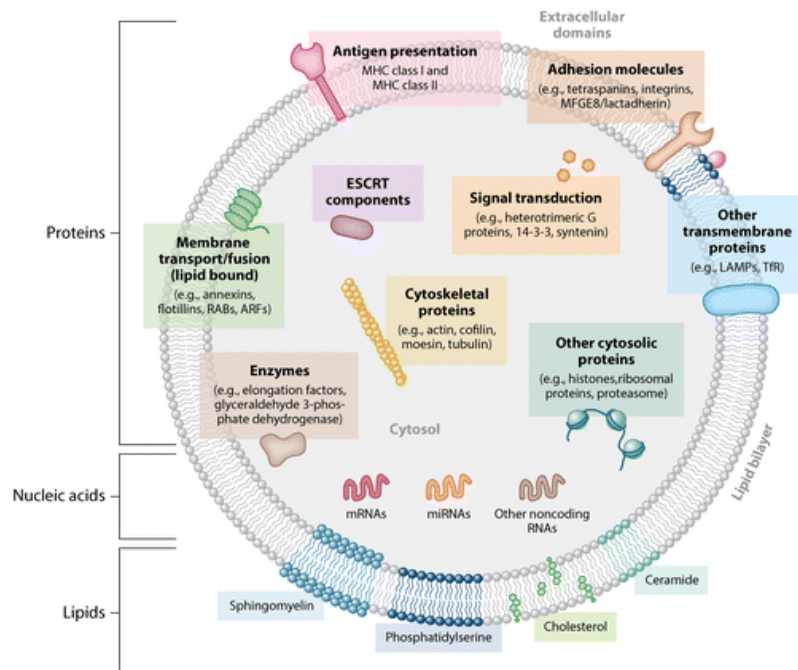 Extracellular
domains
Antigen presentation
MHC class I and
MHC class II
Adhesion molecules
(e.g., tetraspanins, integrins,
MFGE8/lactadherin)
ESCRT
components
Signal transduction
(e.g., heterotrimeric G
proteins, 14-3-3, syntenin)
Other
transmembrane
proteins
(e.g., LAMPs, TfR)
Proteins
Membrane
transport/fusion
(lipid bound)
(e.g., annexins,
flotillins, RABs, ARFs)
Cytoskeletal
proteins
(e.g., actin, cofilin,
moesin, tubulin)
Other cytosolic
proteins
(e.g., histones,ribosomal
proteins, proteasome)
Enzymes
(e.g., elongation factors,
glyceraldehyde 3-phos-
phate dehydrogenase)
Cytosol
Lipid bilayer
Nucleic acids
mRNAs
miRNAs
Other noncoding
RNAs
Lipids
Sphingomyelin
Phosphatidylserine
Cholesterol
Ceramide